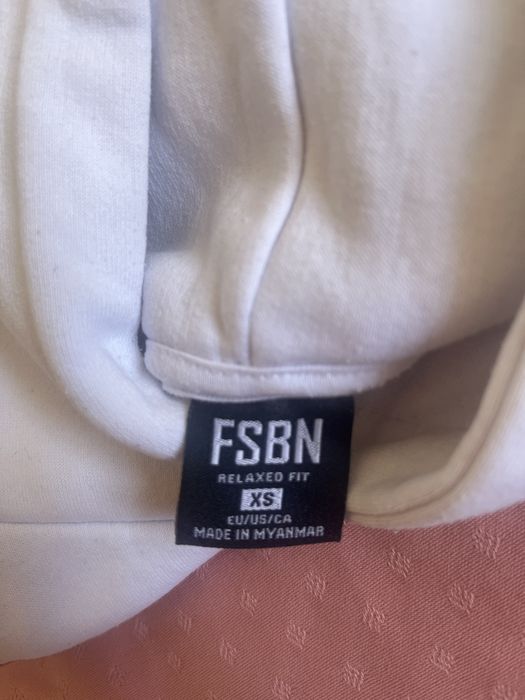 FSBN
RELAXED FIT
XS
EU/US/CA
MADE IN MYANMAR